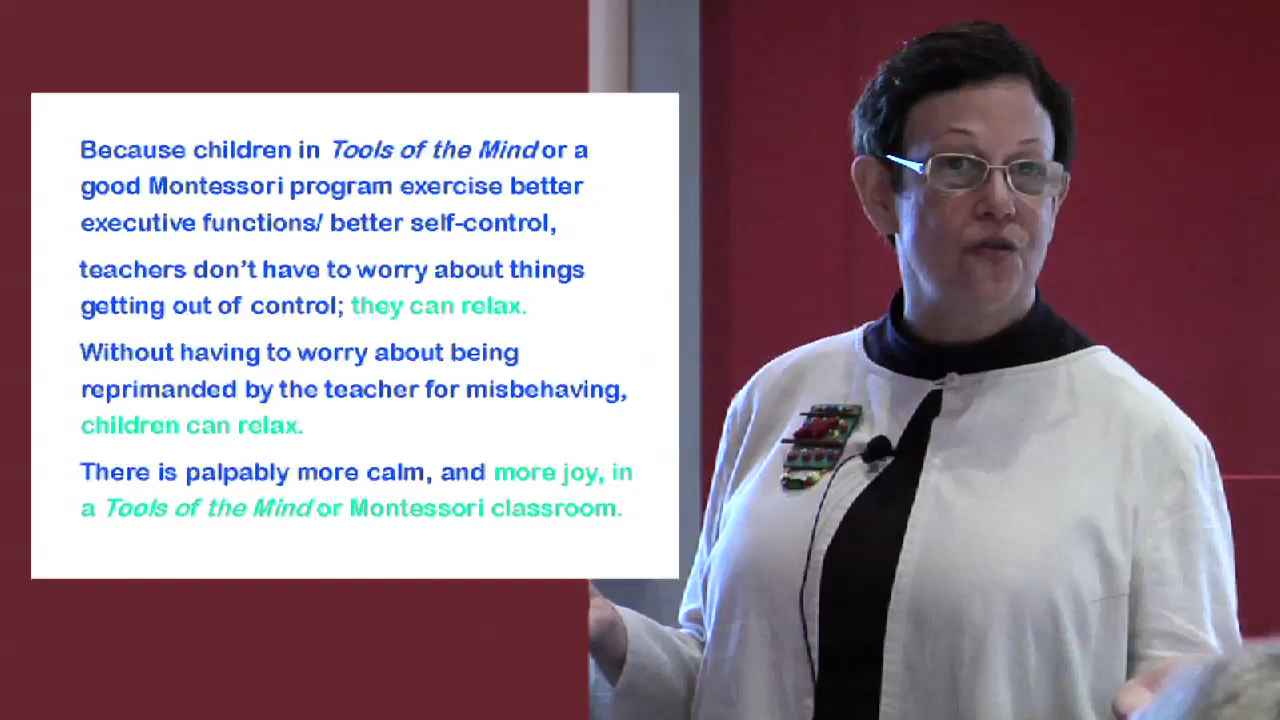 Because children in Tools of the Mind or a
good Montessori program exercise better
executive functions/ better self-control,
teachers don't have to worry about things
getting out of control; they can relax.
Without having to worry about being
reprimanded by the teacher for misbehaving,
children can relax.
There is palpably more calm, and more joy, in
a Tools of the Mind or Montessori classroom.